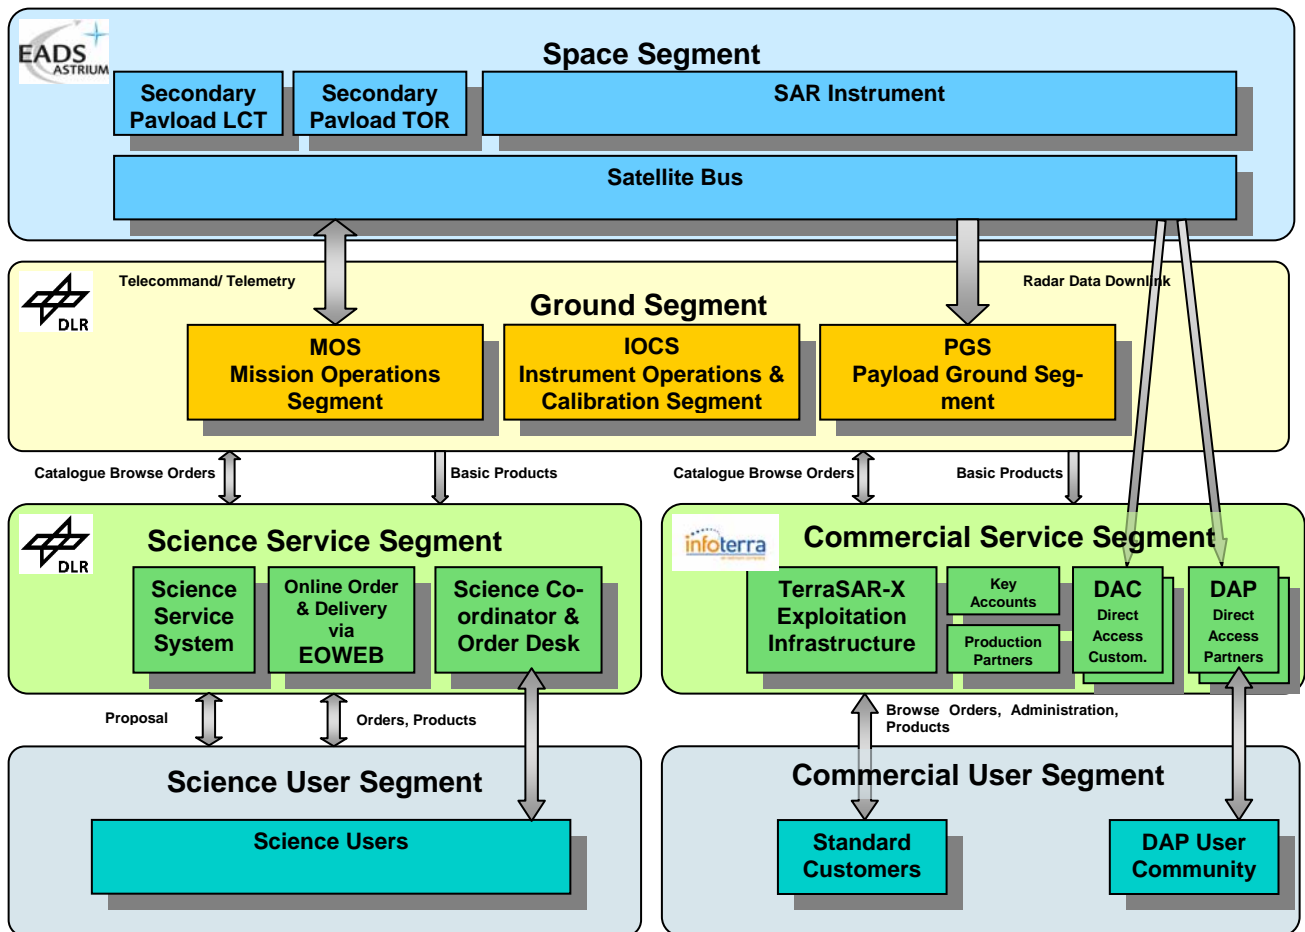 EADS
ASTRIUM
Space Segment
Secondary
Payload LCT
Secondary
Payload TOR
SAR Instrument
Satellite Bus
Telecommand/ Telemetry
Radar Data Downlink
DLR
Ground Segment
MOS
Mission Operations
Segment
IOCS
Instrument Operations &
Calibration Segment
PGS
Payload Ground Seg-
ment
Catalogue Browse Orders
Basic Products
Catalogue Browse Orders
Basic Products
DLR
Science Service Segment
Science
Service
System
Online Order
& Delivery
via
EOWEB
Science Co-
ordinator &
Order Desk
infoterra
Commercial Service Segment
TerraSAR-X
Exploitation
Infrastructure
Key
Accounts
Production
Partners
DAC
Direct
Access
Custom.
DAP
Direct
Access
Partners
Proposal
Orders, Products
Browse Orders, Administration,
Products
Science User Segment
Science Users
Commercial User Segment
Standard
Customers
DAP User
Community